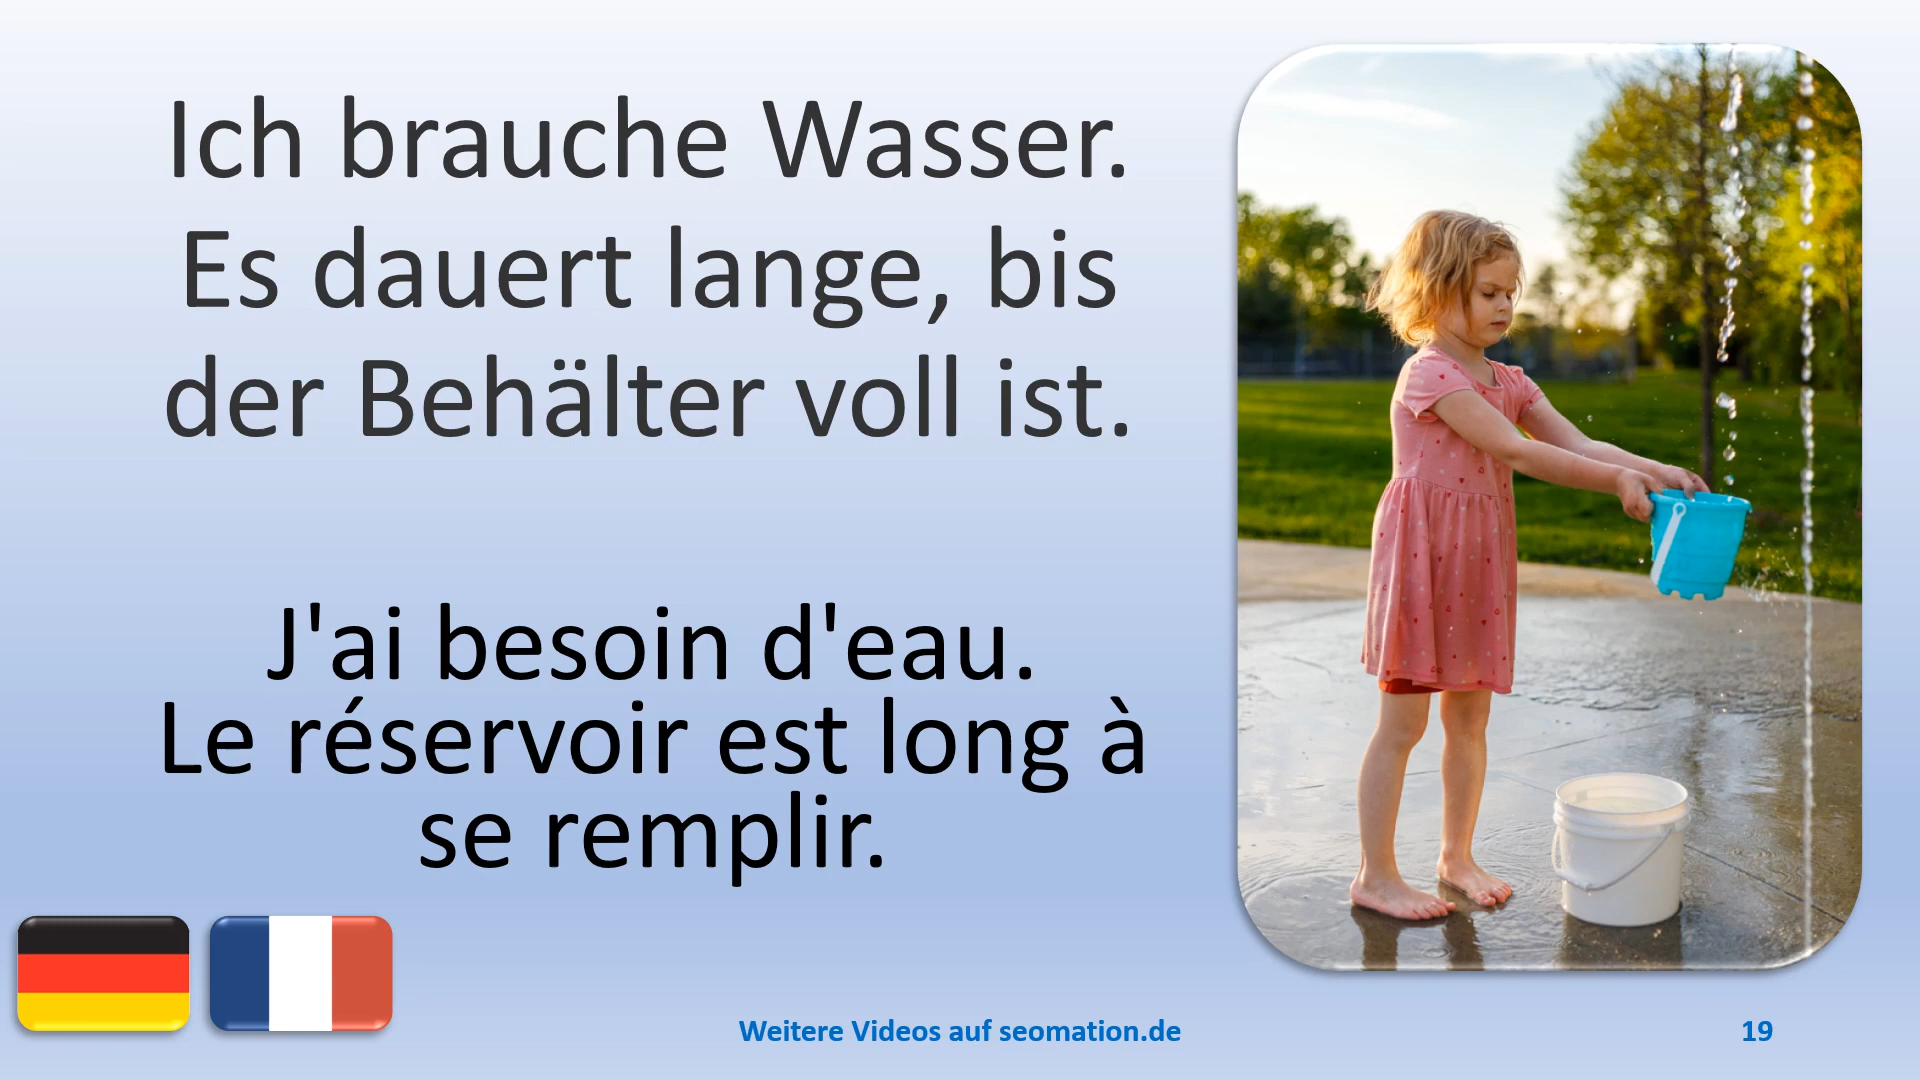 Ich brauche Wasser.
Es dauert lange, bis
der Behälter voll ist.
J'ai besoin d'eau.
Le réservoir est long à
se remplir.
Weitere Videos auf seomation.de
19